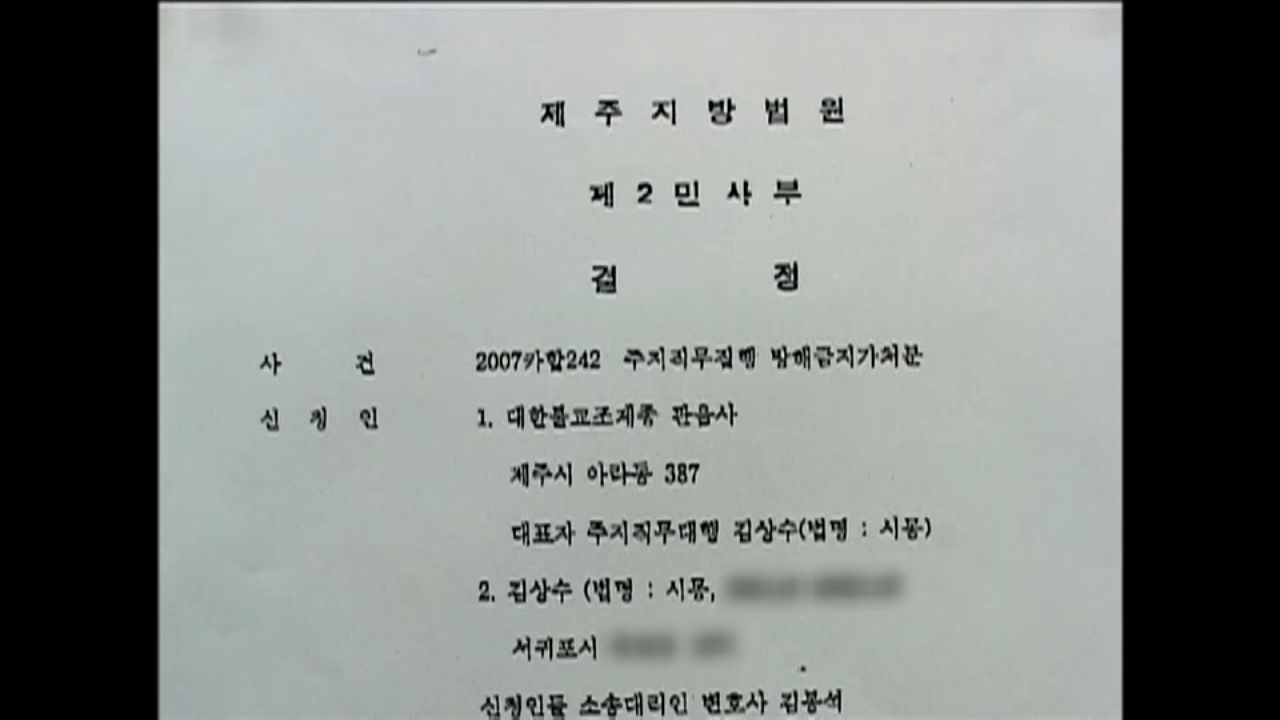 제 주 지 방 법 원
제 2 민 사 부
결 정
사 건 2007카합242 주지직무집행 방해금지가처분
신 청 인 1. 대한불교조계종 관음사
제주시 아라동 387
대표자 주지직무대행 김상수(법명 : 시몽)
2. 김상수 (법명 : 시몽,
서귀포시
신청인들 소송대리인 변호사 김봉석